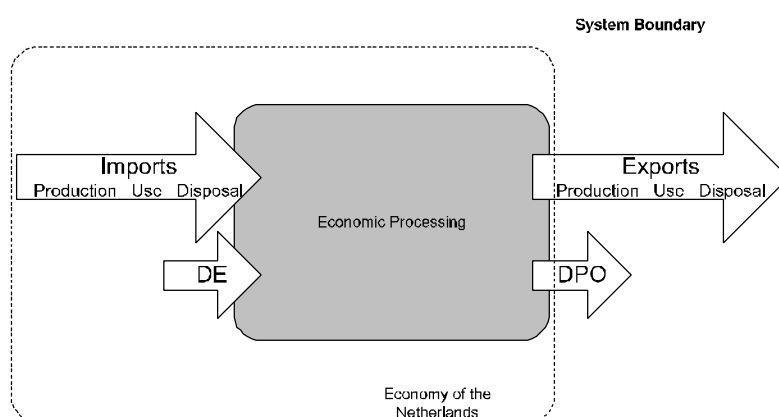 System Boundary
Imports
Production Use Disposal
Exports
Production Use Disposal
Economic Processing
DE
DPO
Economy of the
Netherlands